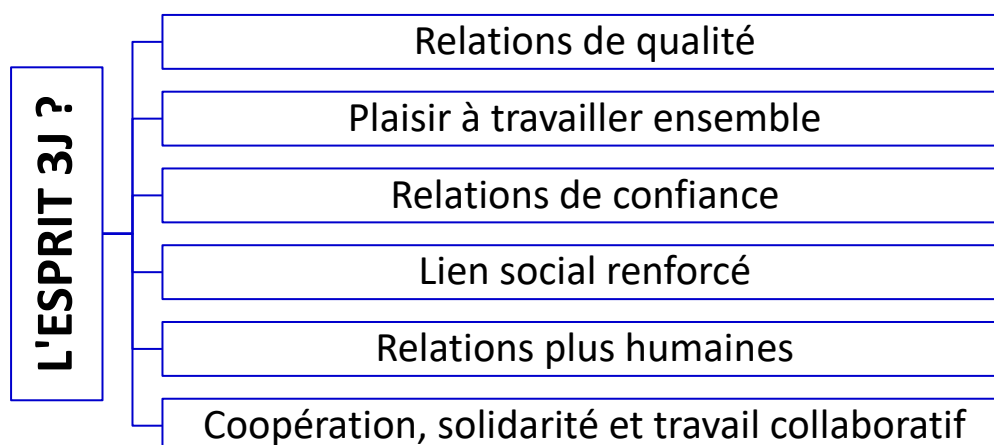 L'ESPRIT 3J ?
Relations de qualité
Plaisir à travailler ensemble
Relations de confiance
Lien social renforcé
Relations plus humaines
Coopération, solidarité et travail collaboratif